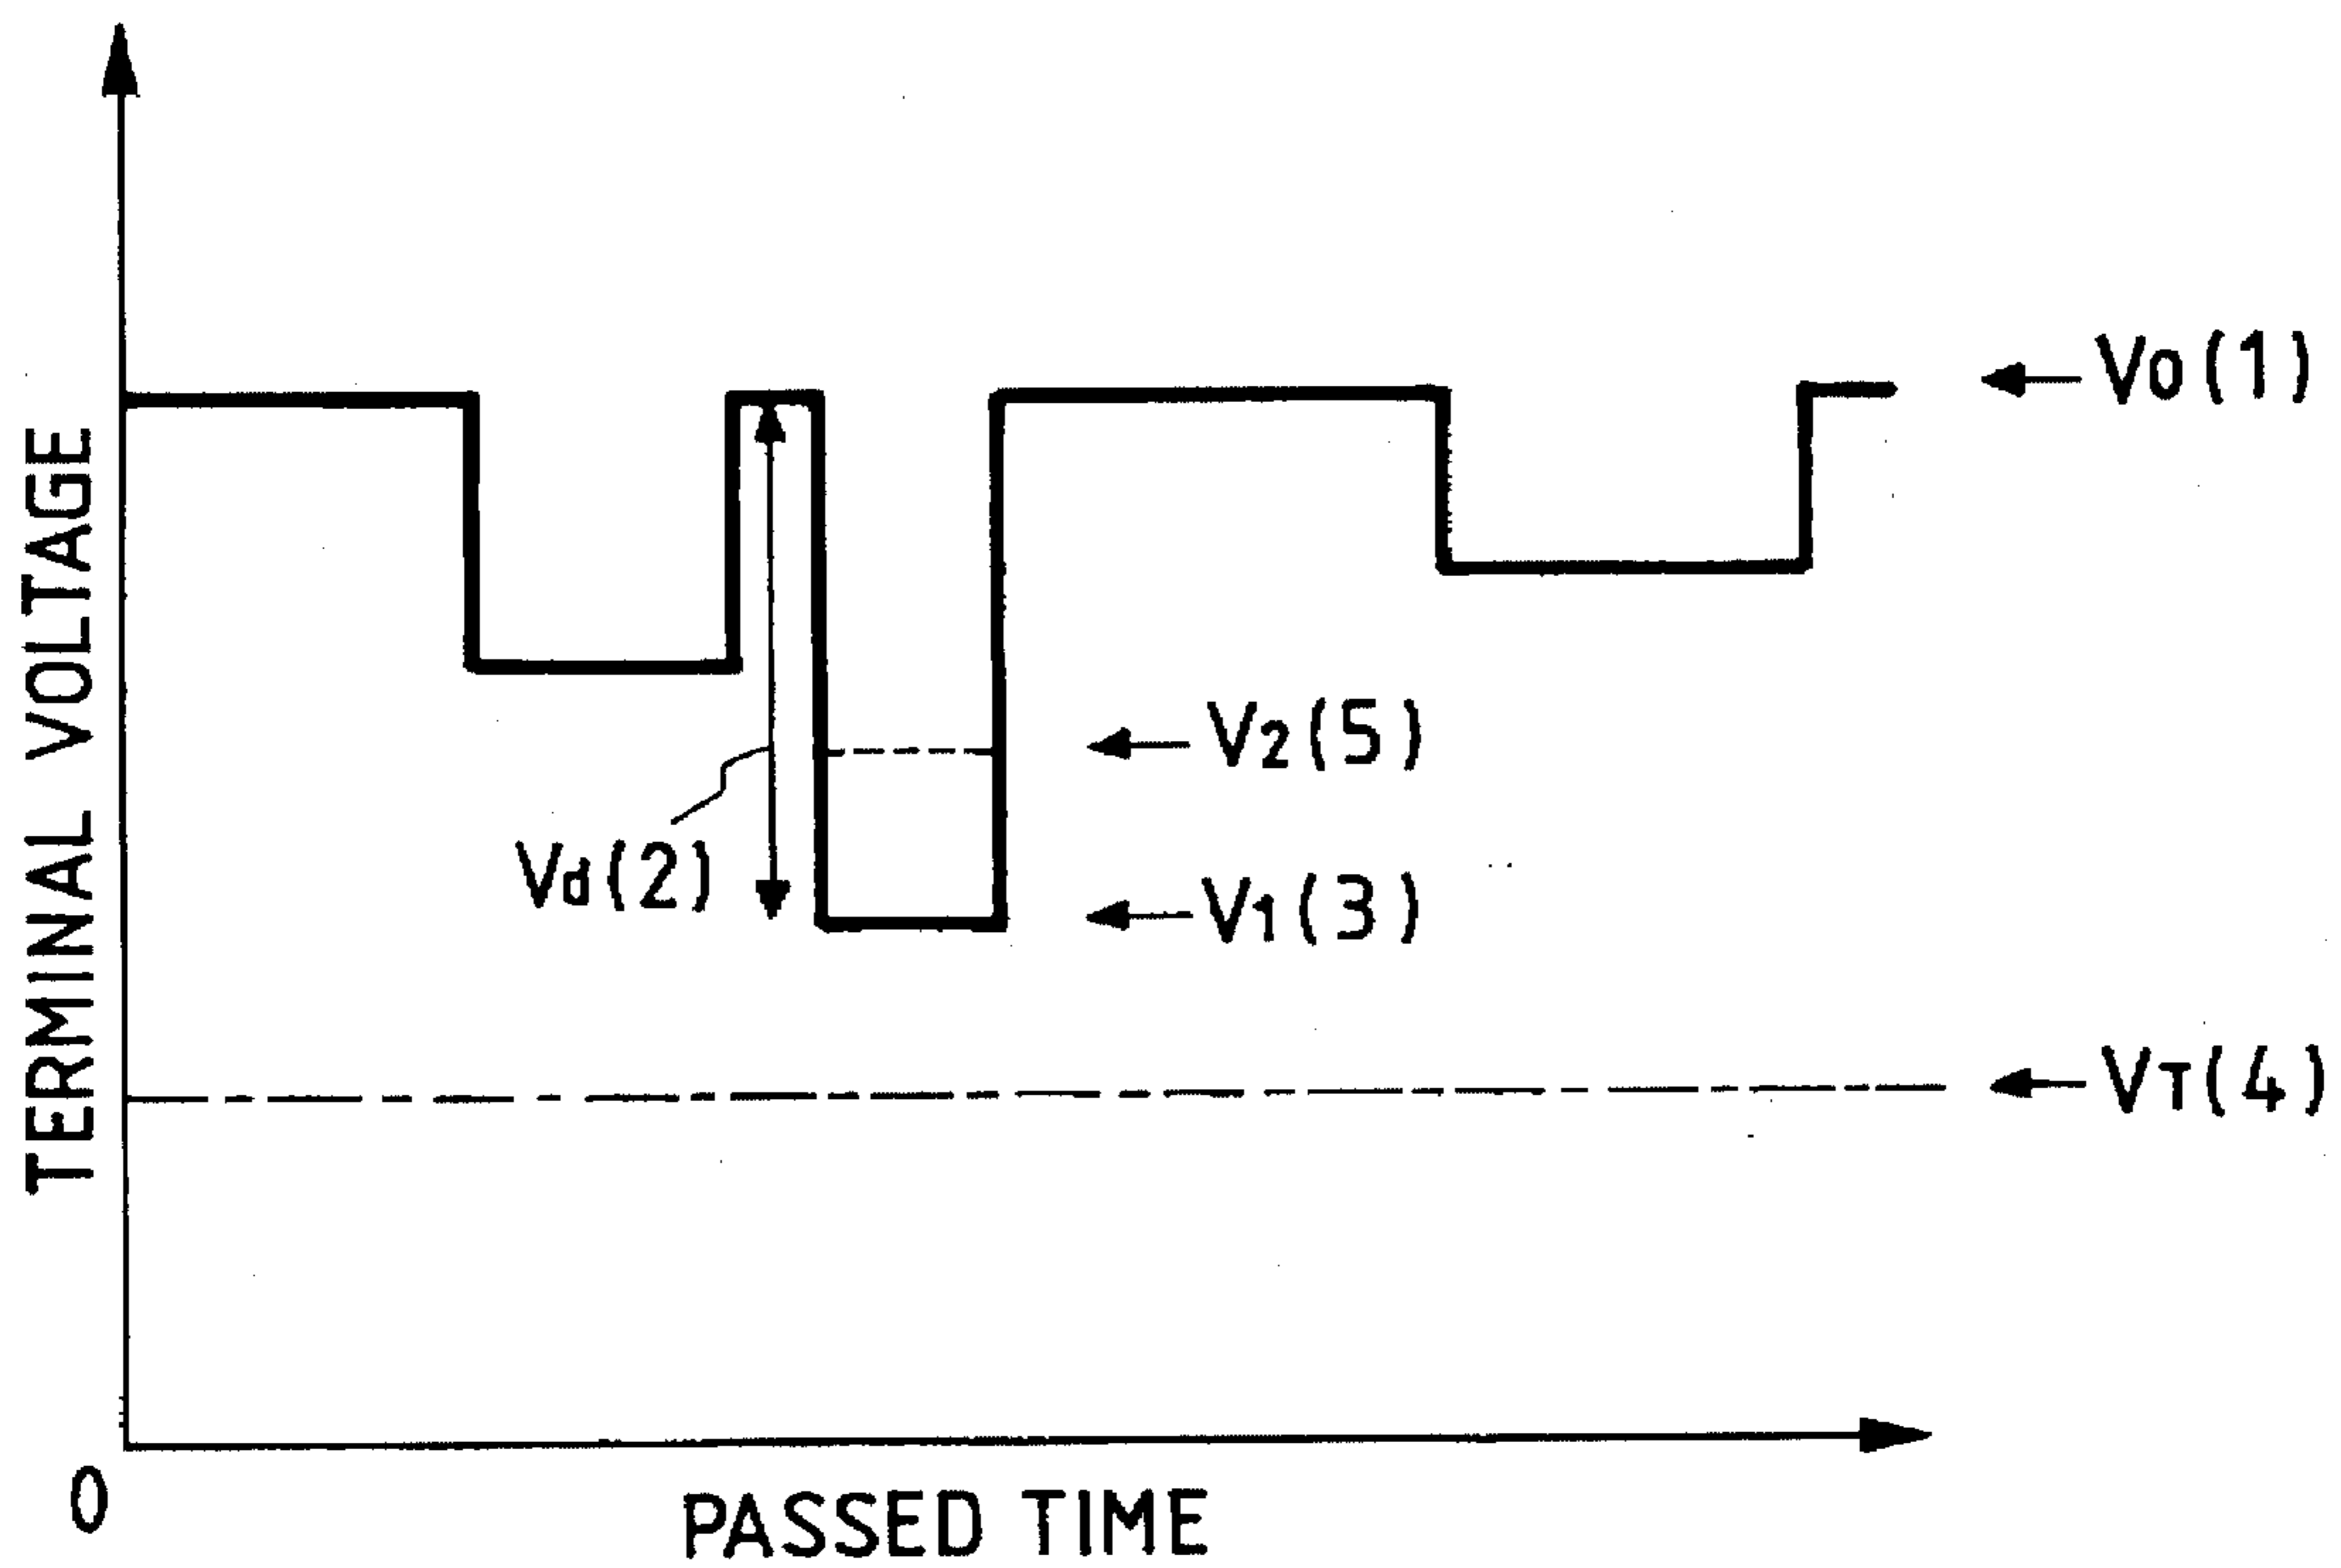 TERMINAL VOLTAGE
Vo(1)
V2(5)
Vd(2)
V1(3)
VT(4)
0
PASSED TIME